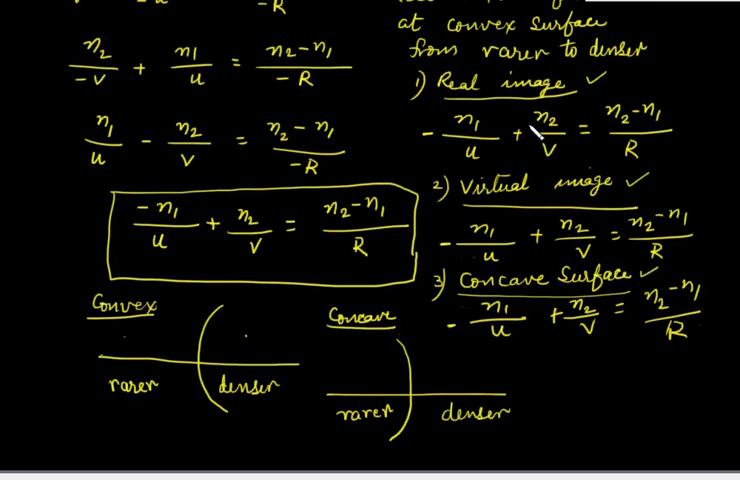 -R
at convex surface
from rarer to denser
n2/-v + n1/u = n2-n1/-R
1) Real image ✓
n1/u - n2/v = n2-n1/-R
-n1/u + n2/v = n2-n1/R
2) Virtual image ✓
-n1/u + n2/v = n2-n1/R
-n1/u + n2/v = n2-n1/R
3) Concave Surface ✓
-n1/u + n2/v = n2-n1/R
Convex
rarer denser
Concave
rarer denser